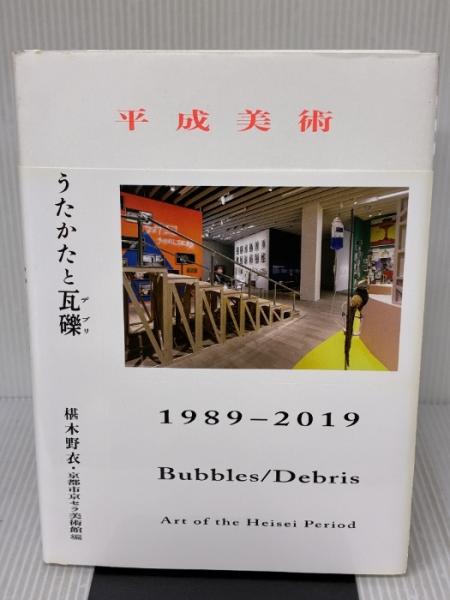 平成美術
うたかたと瓦礫
デブリ
椹木野衣・京都市京セラ美術館編
1989–2019
Bubbles/Debris
Art of the Heisei Period